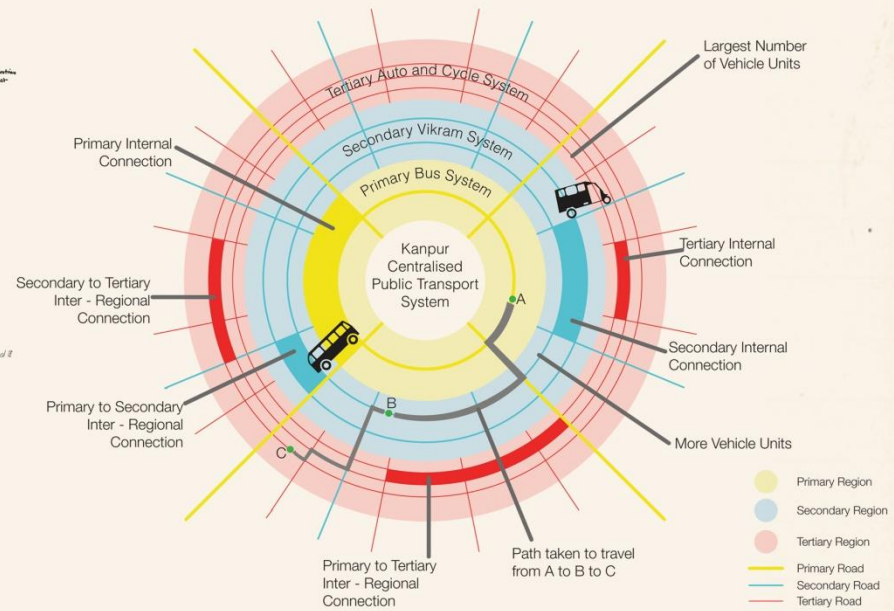 Largest Number
of Vehicle Units
Tertiary Auto and Cycle System
Secondary Vikram System
Primary Bus System
Primary Internal
Connection
Kanpur
Centralised
Public Transport
System
Tertiary Internal
Connection
Secondary to Tertiary
Inter - Regional
Connection
A
Secondary Internal
Connection
B
Primary to Secondary
Inter - Regional
Connection
More Vehicle Units
C
Primary to Tertiary
Inter - Regional
Connection
Path taken to travel
from A to B to C
Primary Region
Secondary Region
Tertiary Region
Primary Road
Secondary Road
Tertiary Road